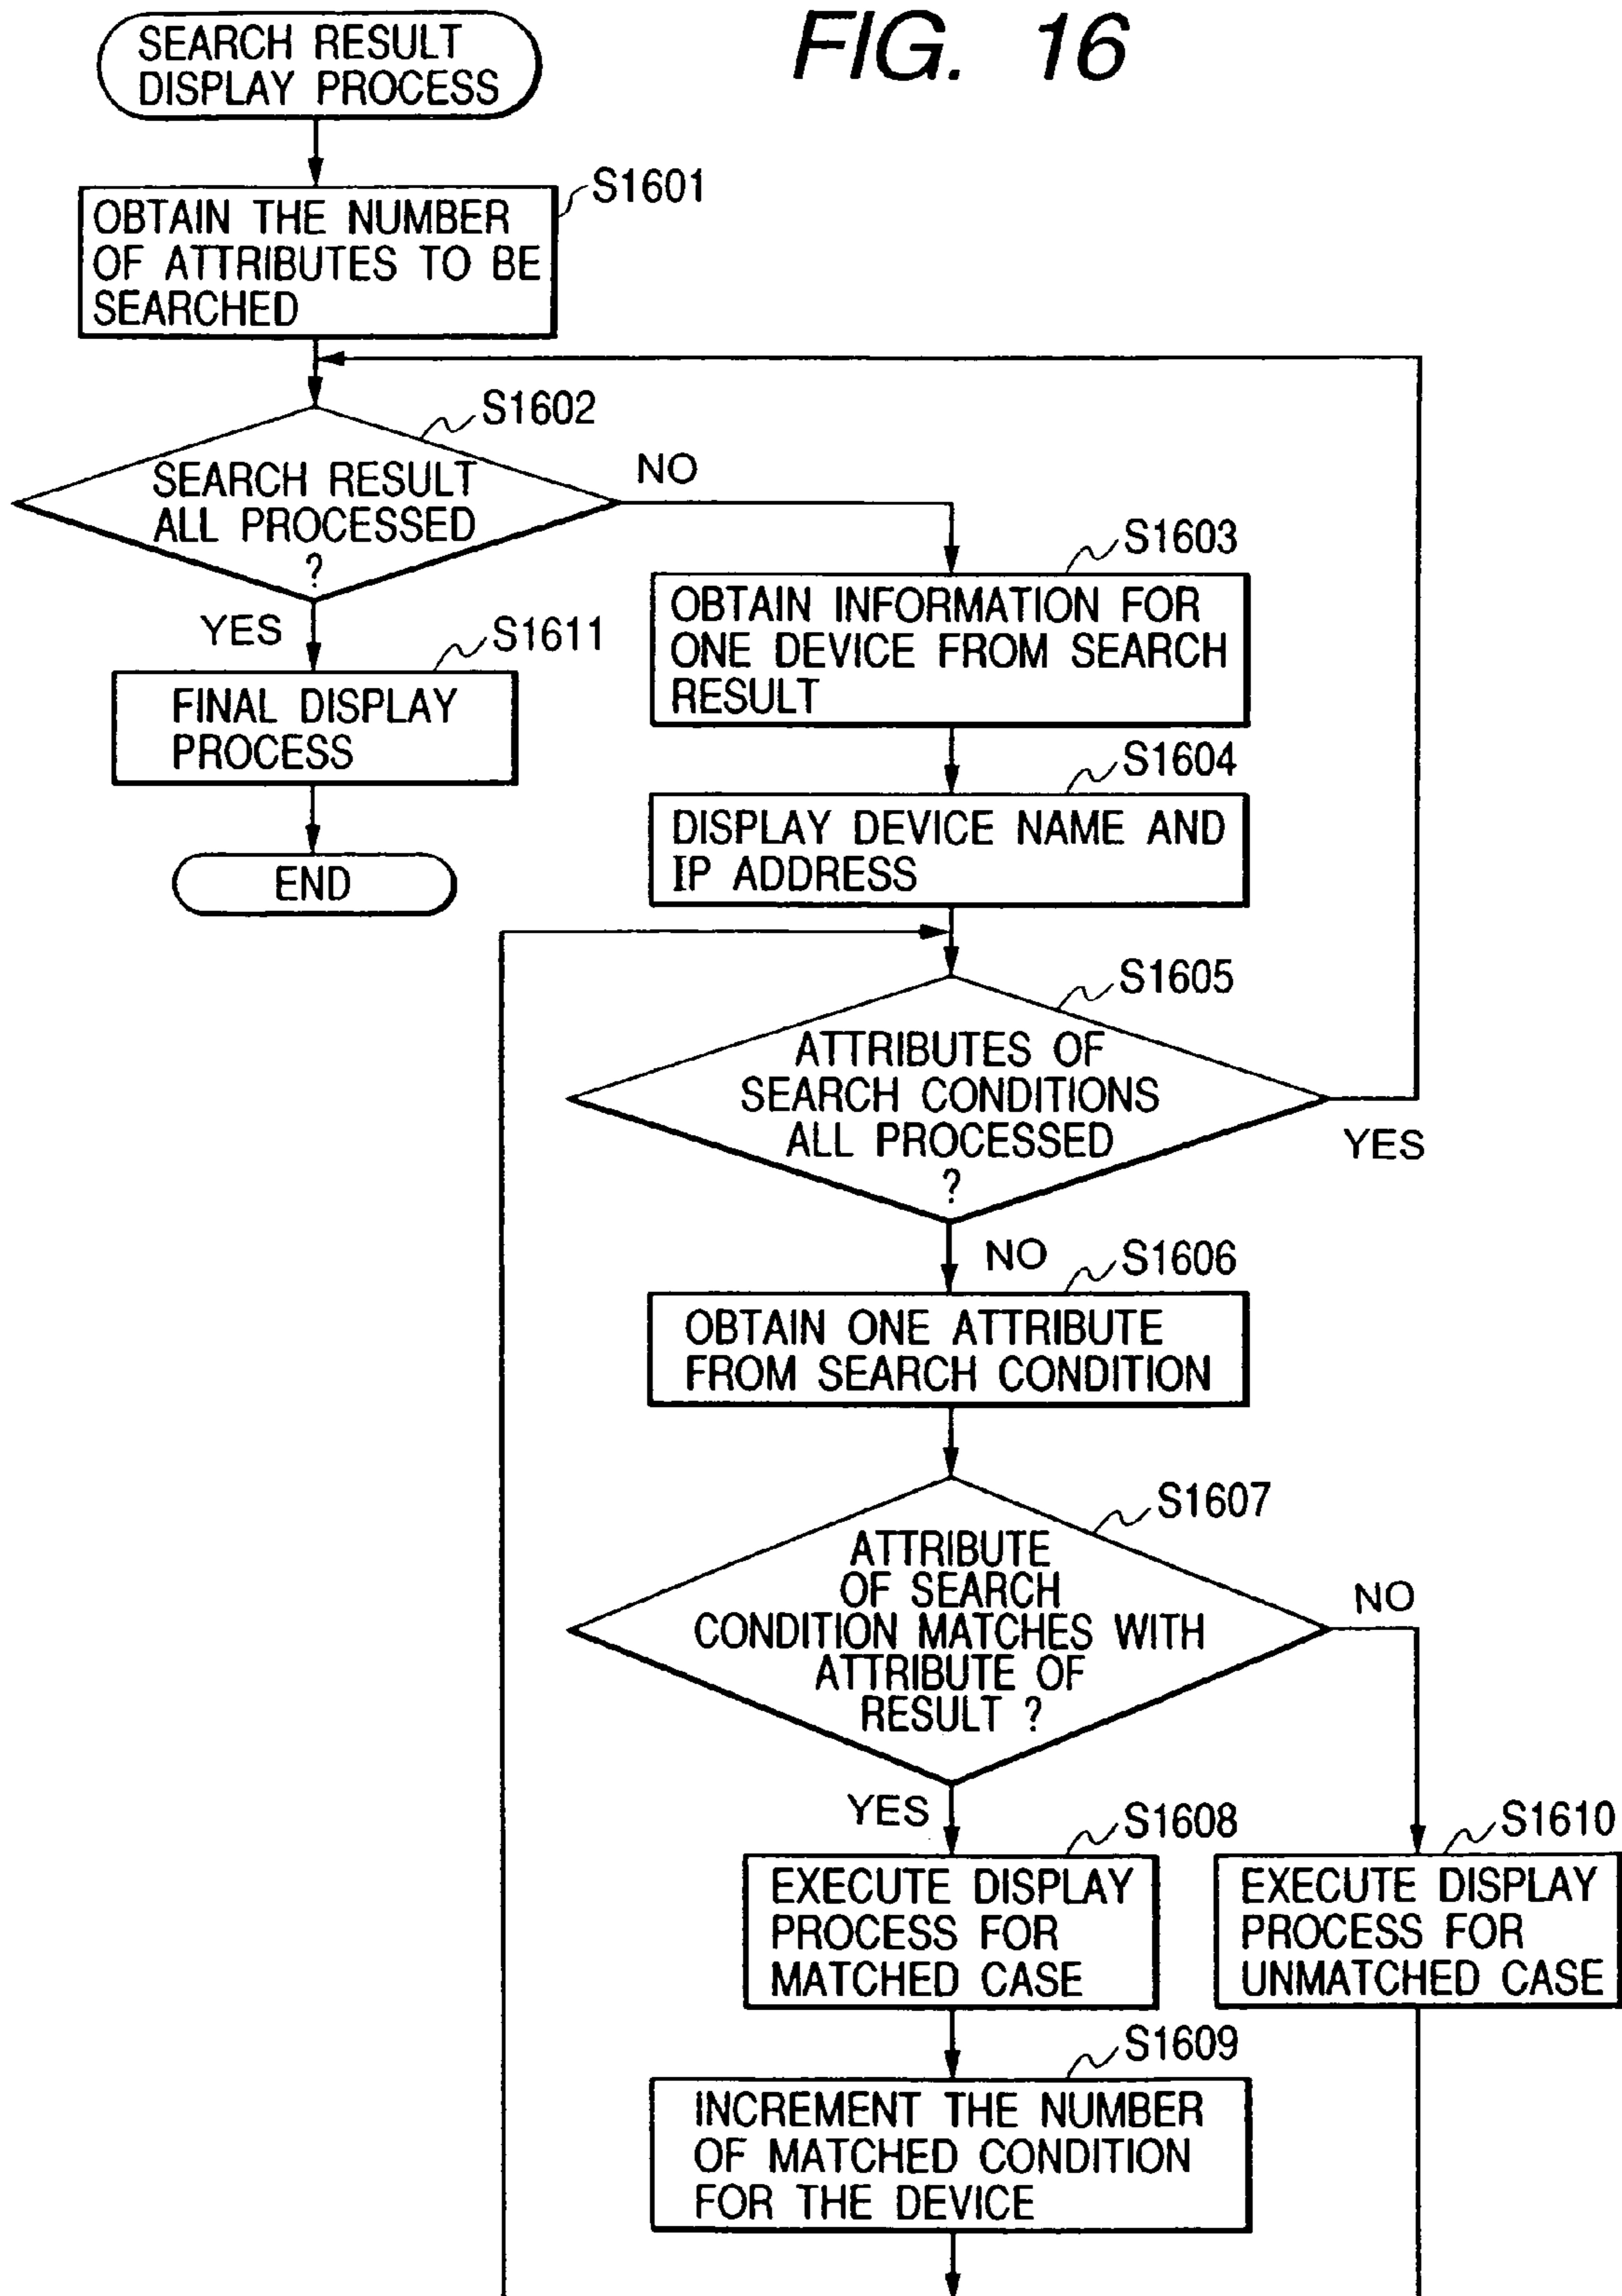 FIG. 16
SEARCH RESULT
DISPLAY PROCESS
S1601
OBTAIN THE NUMBER
OF ATTRIBUTES TO BE
SEARCHED
S1602
SEARCH RESULT
ALL PROCESSED
?
NO
YES
S1611
FINAL DISPLAY
PROCESS
END
S1603
OBTAIN INFORMATION FOR
ONE DEVICE FROM SEARCH
RESULT
S1604
DISPLAY DEVICE NAME AND
IP ADDRESS
S1605
ATTRIBUTES OF
SEARCH CONDITIONS
ALL PROCESSED
?
YES
NO
S1606
OBTAIN ONE ATTRIBUTE
FROM SEARCH CONDITION
S1607
ATTRIBUTE
OF SEARCH
CONDITION MATCHES WITH
ATTRIBUTE OF
RESULT ?
NO
YES
S1608
EXECUTE DISPLAY
PROCESS FOR
MATCHED CASE
S1610
EXECUTE DISPLAY
PROCESS FOR
UNMATCHED CASE
S1609
INCREMENT THE NUMBER
OF MATCHED CONDITION
FOR THE DEVICE